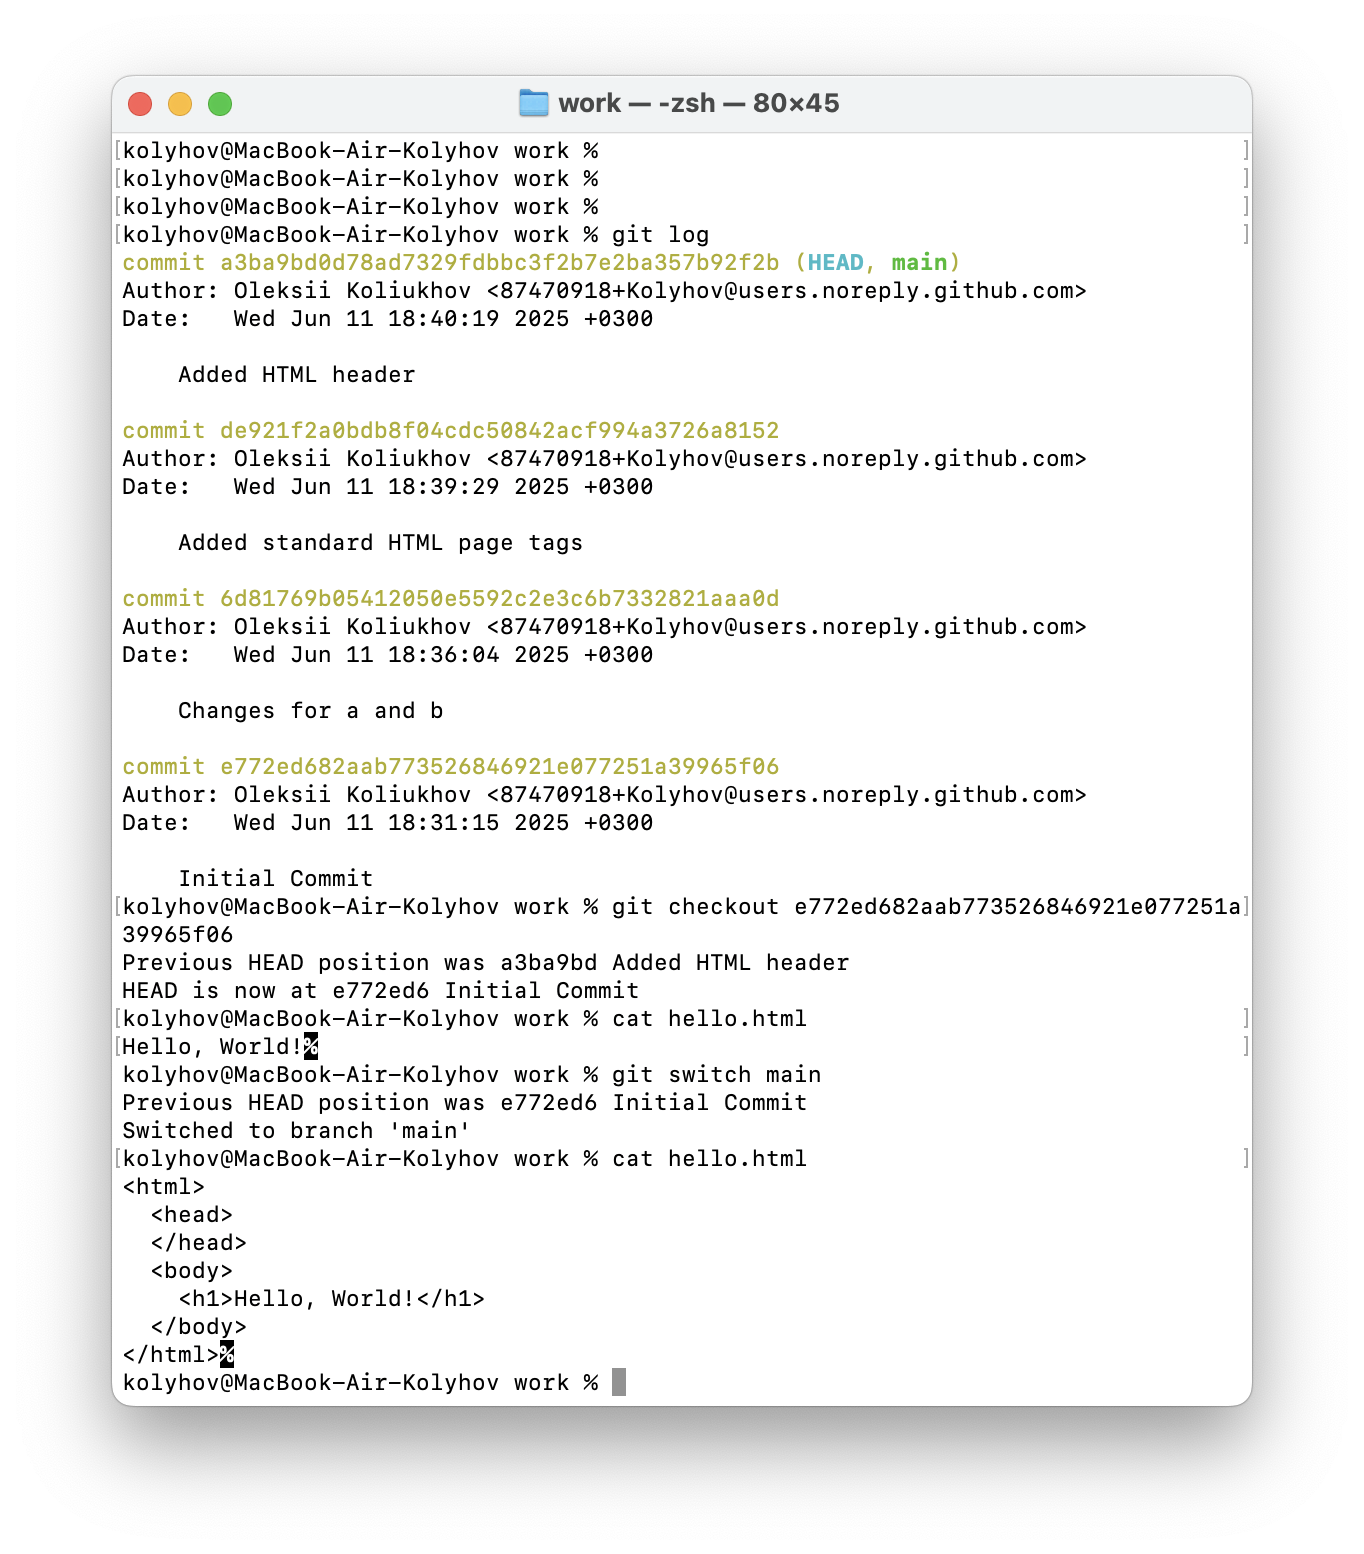 work — -zsh — 80×45
[kolyhov@MacBook-Air-Kolyhov work % ]
[kolyhov@MacBook-Air-Kolyhov work % ]
[kolyhov@MacBook-Air-Kolyhov work % ]
[kolyhov@MacBook-Air-Kolyhov work % git log ]
commit a3ba9bd0d78ad7329fdbbc3f2b7e2ba357b92f2b (HEAD, main)
Author: Oleksii Koliukhov <87470918+Kolyhov@users.noreply.github.com>
Date:   Wed Jun 11 18:40:19 2025 +0300
    Added HTML header
commit de921f2a0bdb8f04cdc50842acf994a3726a8152
Author: Oleksii Koliukhov <87470918+Kolyhov@users.noreply.github.com>
Date:   Wed Jun 11 18:39:29 2025 +0300
    Added standard HTML page tags
commit 6d81769b05412050e5592c2e3c6b7332821aaa0d
Author: Oleksii Koliukhov <87470918+Kolyhov@users.noreply.github.com>
Date:   Wed Jun 11 18:36:04 2025 +0300
    Changes for a and b
commit e772ed682aab773526846921e077251a39965f06
Author: Oleksii Koliukhov <87470918+Kolyhov@users.noreply.github.com>
Date:   Wed Jun 11 18:31:15 2025 +0300
    Initial Commit
[kolyhov@MacBook-Air-Kolyhov work % git checkout e772ed682aab773526846921e077251a]
39965f06
Previous HEAD position was a3ba9bd Added HTML header
HEAD is now at e772ed6 Initial Commit
[kolyhov@MacBook-Air-Kolyhov work % cat hello.html ]
[Hello, World!% ]
kolyhov@MacBook-Air-Kolyhov work % git switch main
Previous HEAD position was e772ed6 Initial Commit
Switched to branch 'main'
[kolyhov@MacBook-Air-Kolyhov work % cat hello.html ]
<html>
  <head>
  </head>
  <body>
    <h1>Hello, World!</h1>
  </body>
</html>%
kolyhov@MacBook-Air-Kolyhov work %